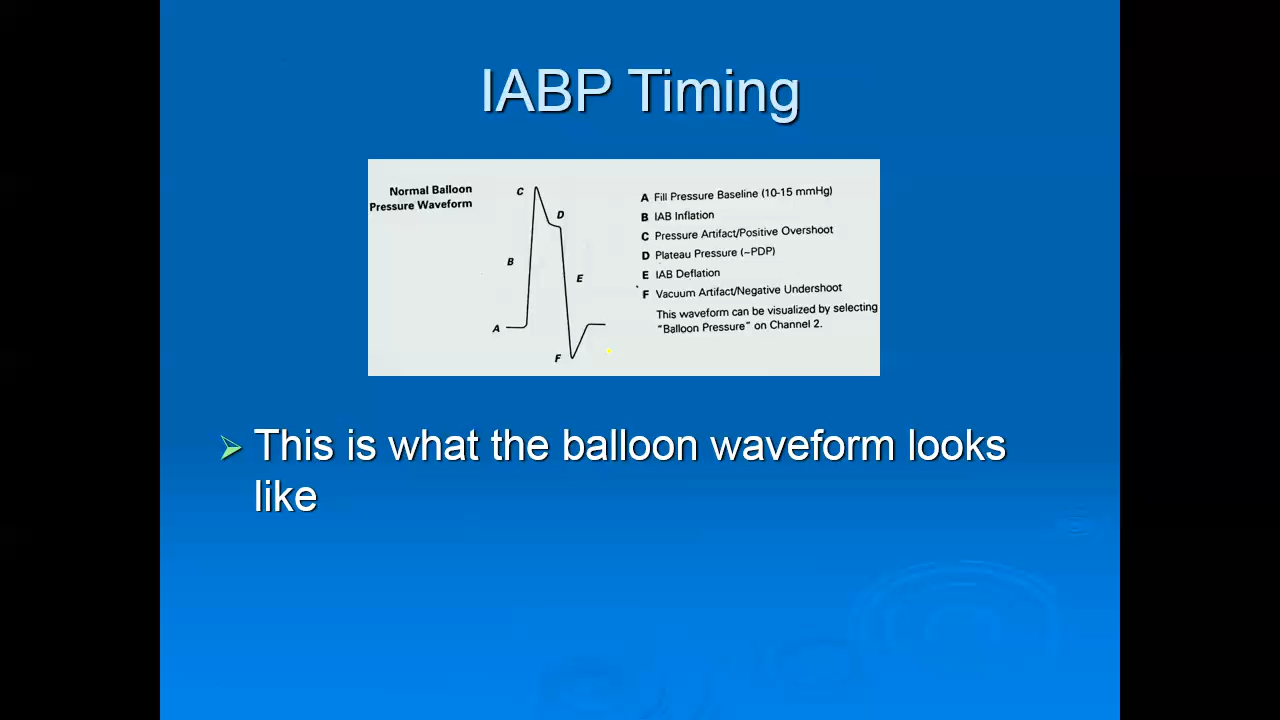 IABP Timing
Normal Balloon
Pressure Waveform
C
D
B
E
A
F
A Fill Pressure Baseline (10-15 mmHg)
B IAB Inflation
C Pressure Artifact/Positive Overshoot
D Plateau Pressure (~PDP)
E IAB Deflation
F Vacuum Artifact/Negative Undershoot
This waveform can be visualized by selecting
"Balloon Pressure" on Channel 2.
This is what the balloon waveform looks
like